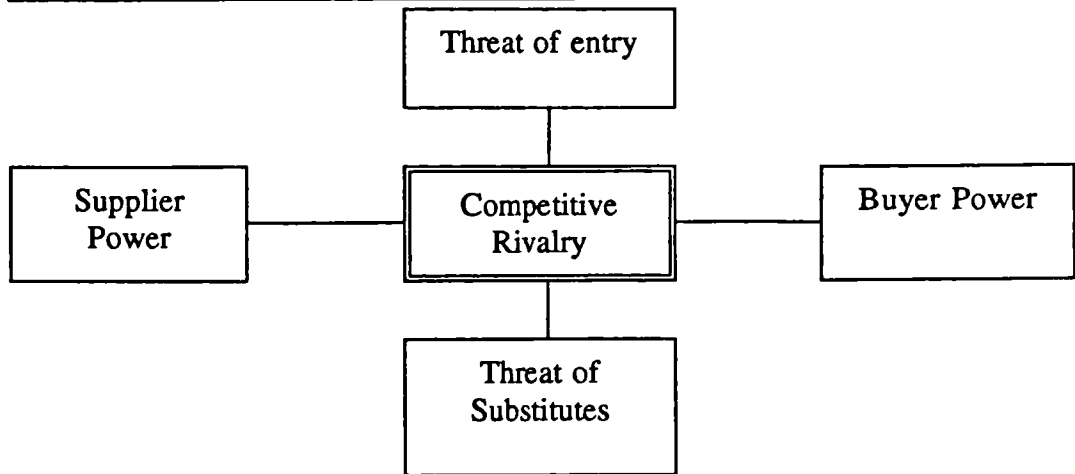 Threat of entry
Supplier
Power
Competitive
Rivalry
Buyer Power
Threat of
Substitutes